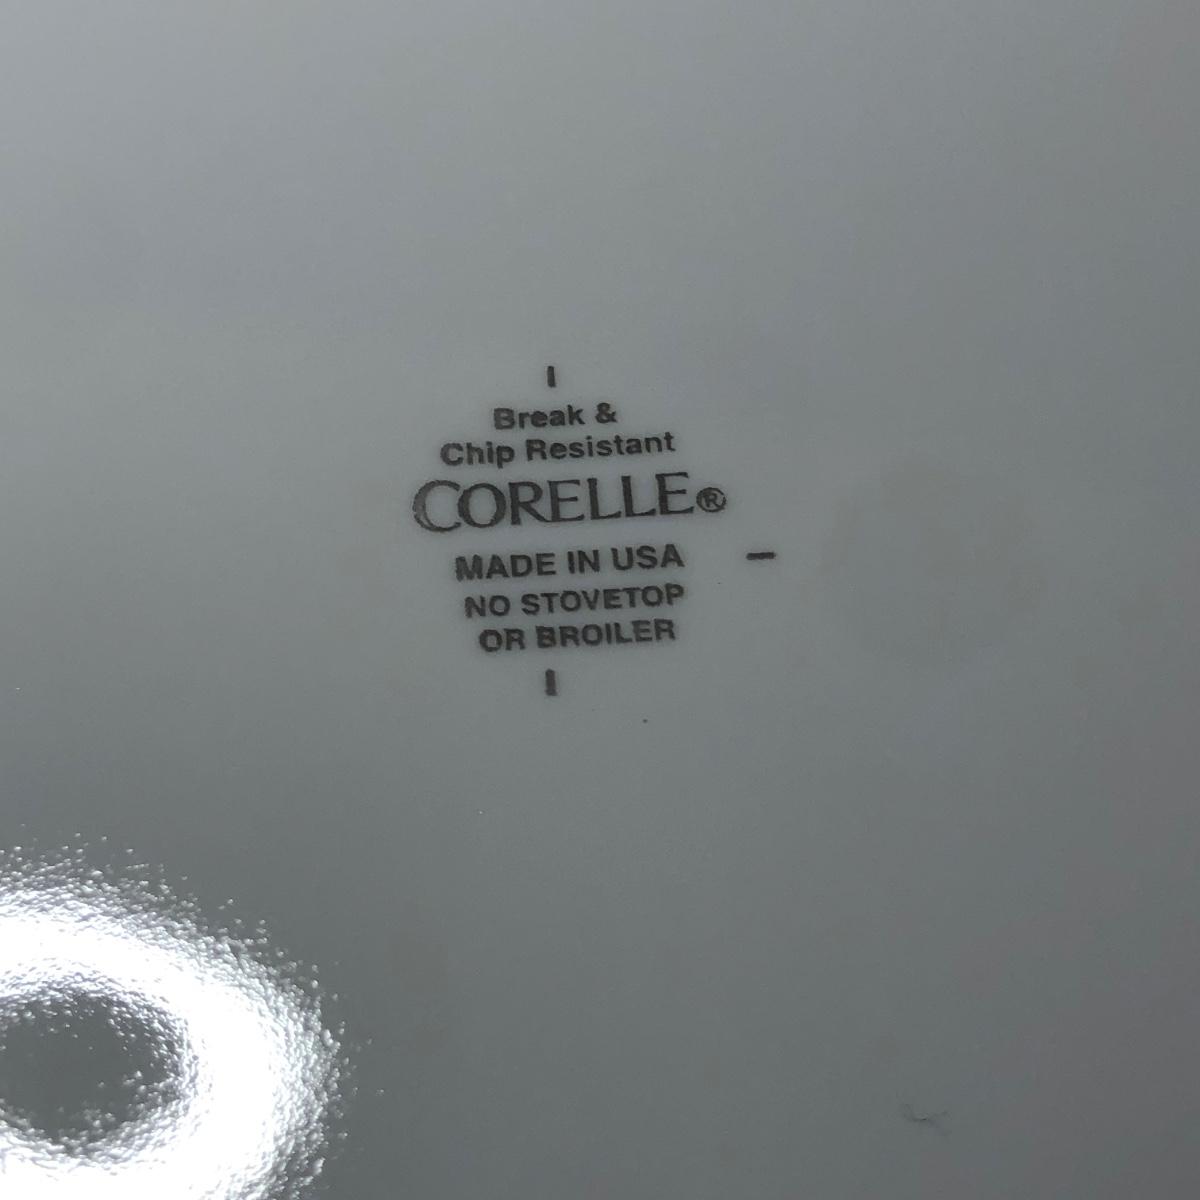 Break &
Chip Resistant
CORELLE®
MADE IN USA
NO STOVETOP
OR BROILER